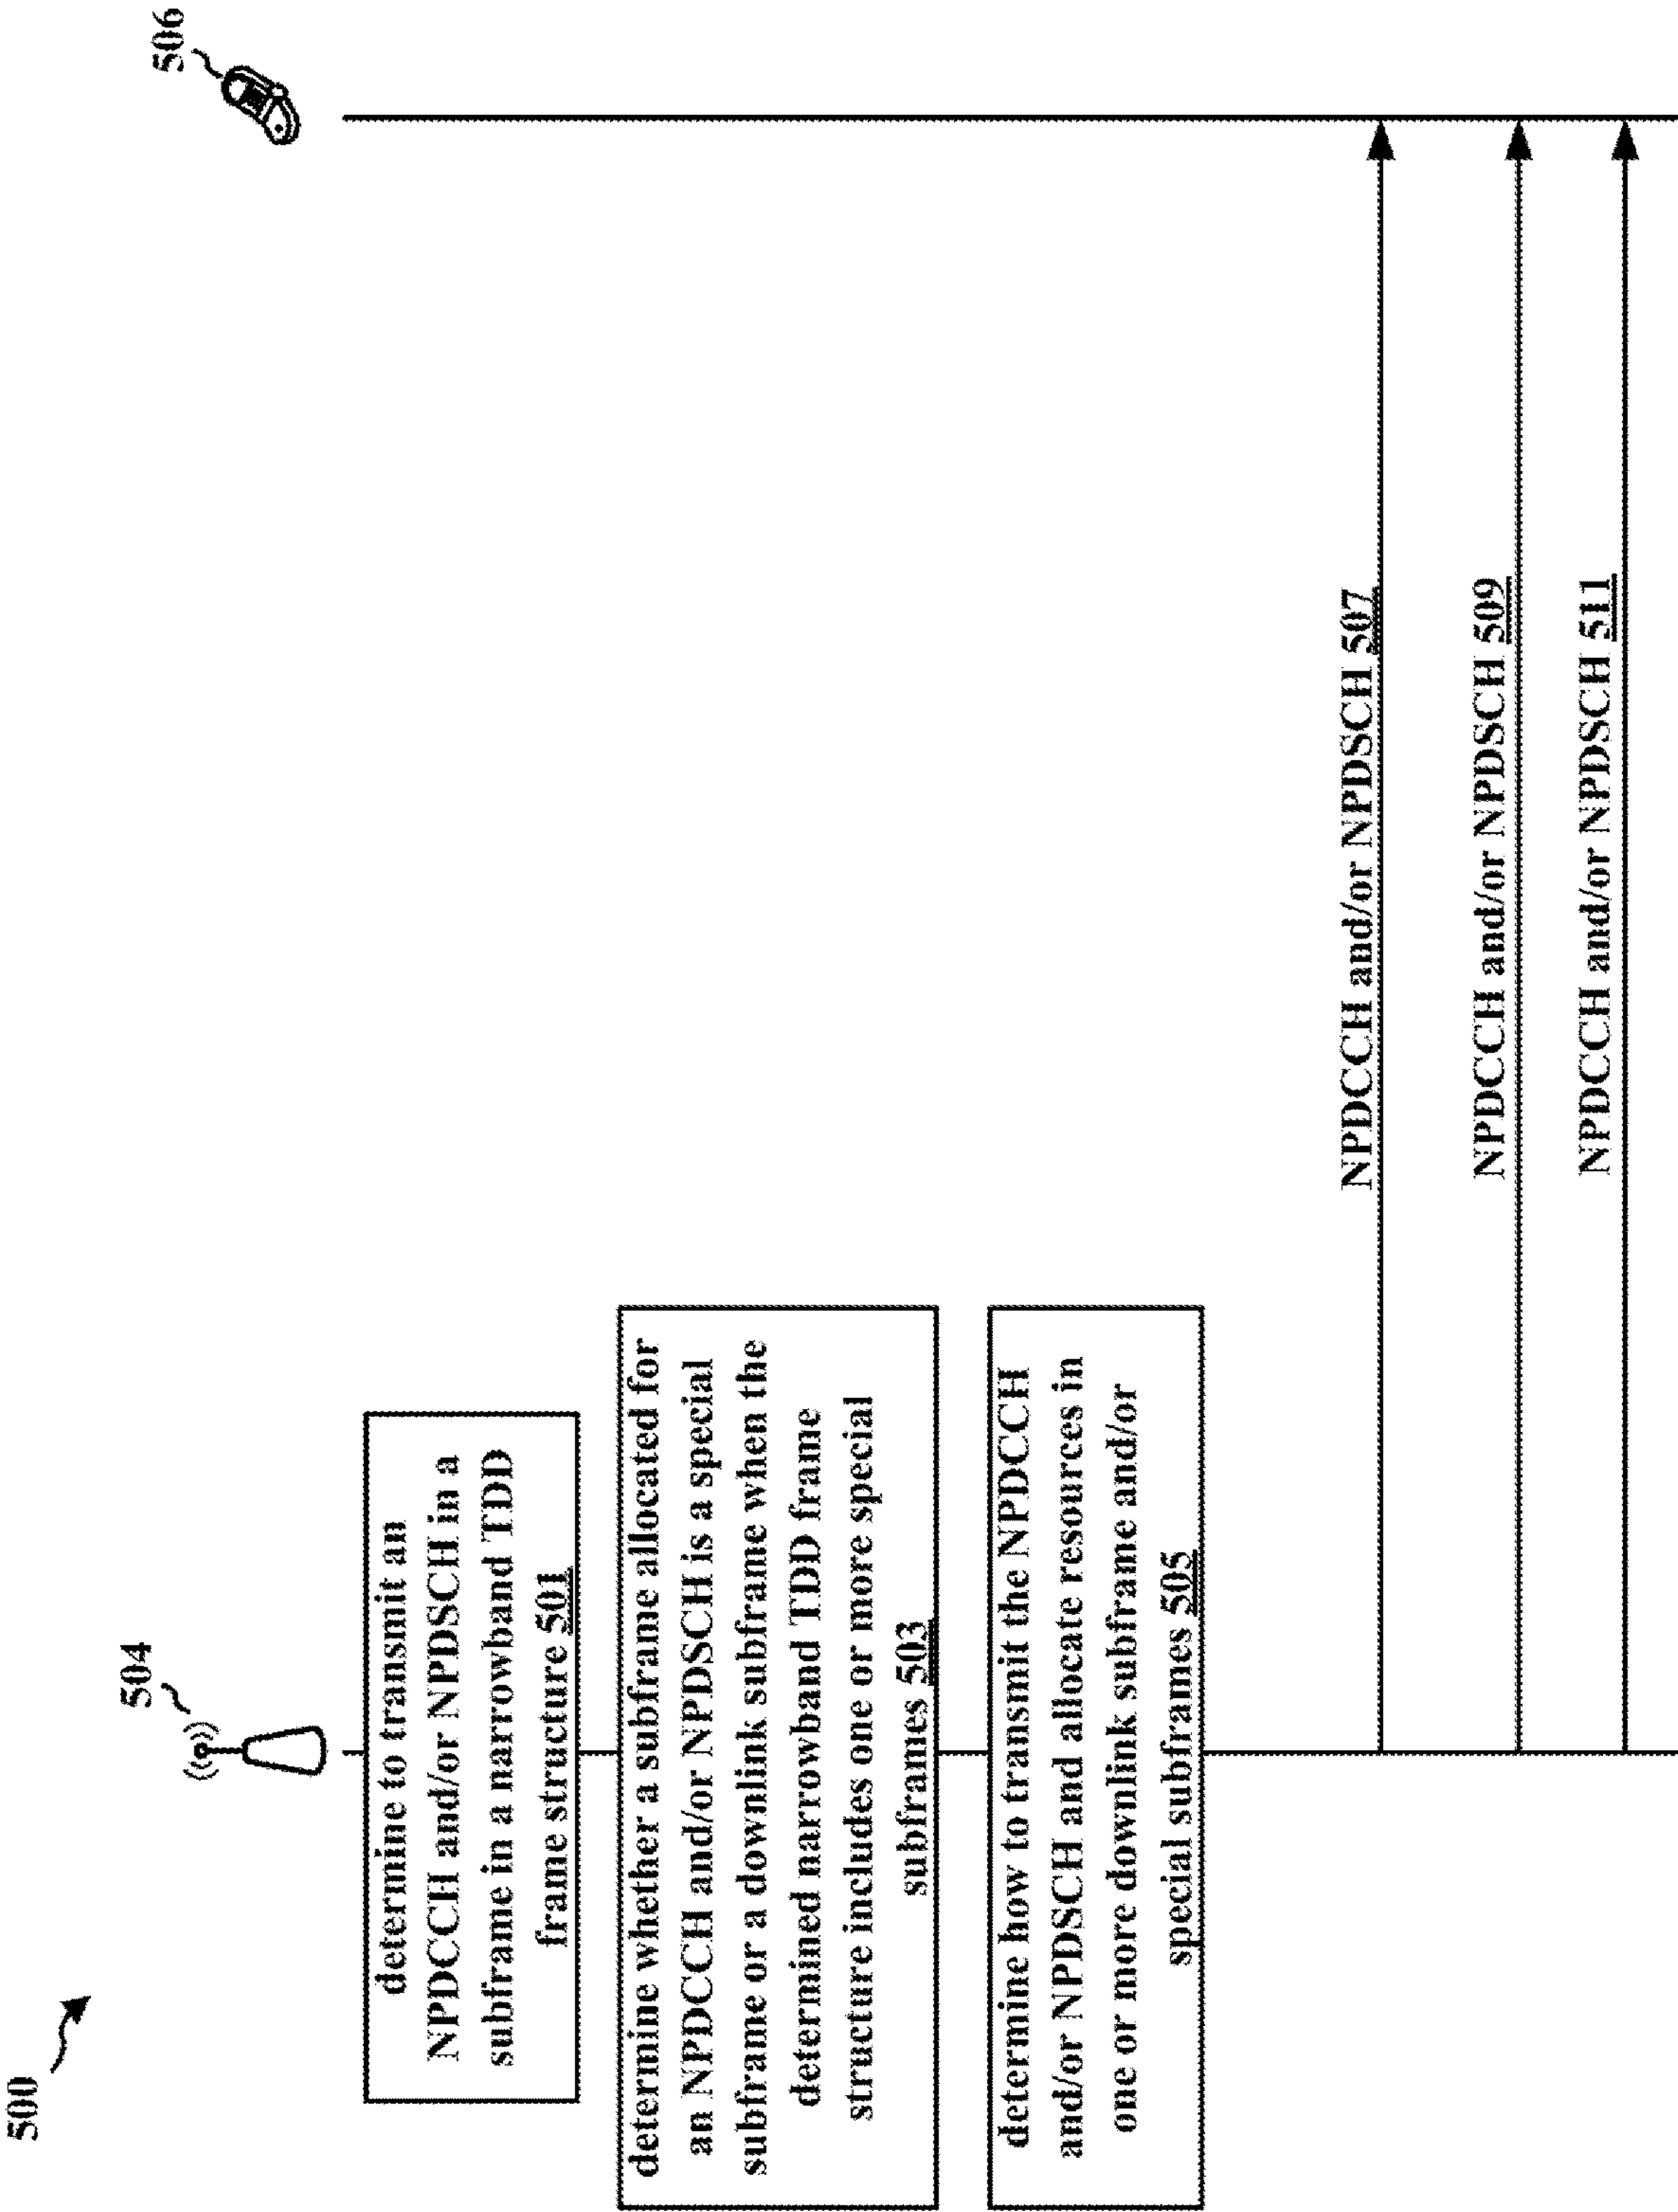 500
504
506
determine to transmit an
NPDCCH and/or NPDSCH in a
subframe in a narrowband TDD
frame structure 501
determine whether a subframe allocated for
an NPDCCH and/or NPDSCH is a special
subframe or a downlink subframe when the
determined narrowband TDD frame
structure includes one or more special
subframes 503
determine how to transmit the NPDCCH
and/or NPDSCH and allocate resources in
one or more downlink subframe and/or
special subframes 505
NPDCCH and/or NPDSCH 507
NPDCCH and/or NPDSCH 509
NPDCCH and/or NPDSCH 511